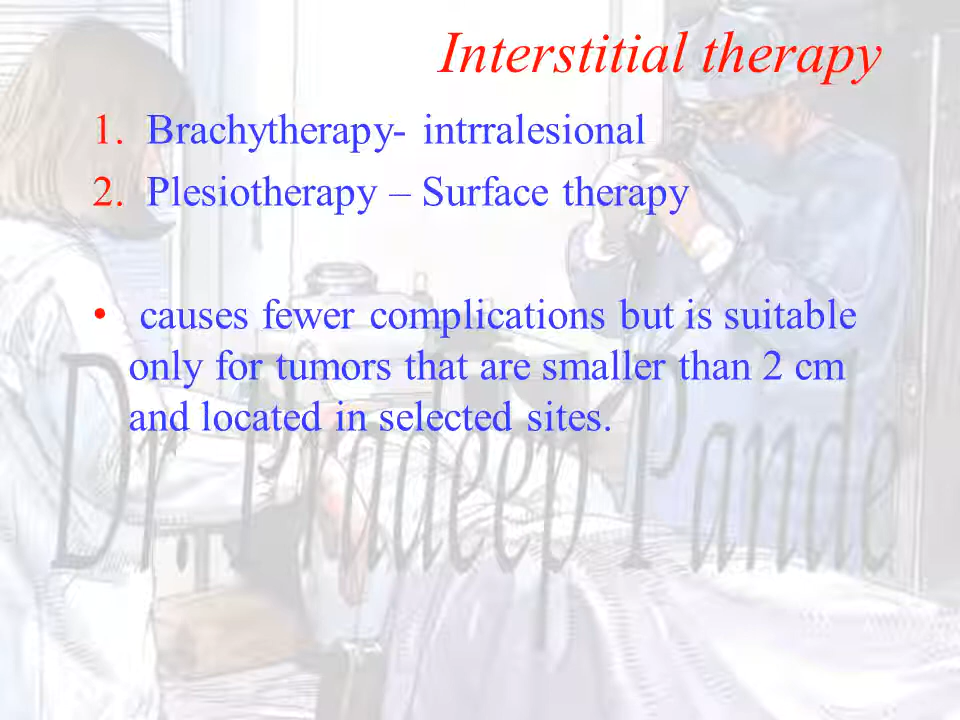 Interstitial therapy
1. Brachytherapy- intrralesional
2. Plesiotherapy – Surface therapy
• causes fewer complications but is suitable
only for tumors that are smaller than 2 cm
and located in selected sites.
Dr. Pradeep Pande